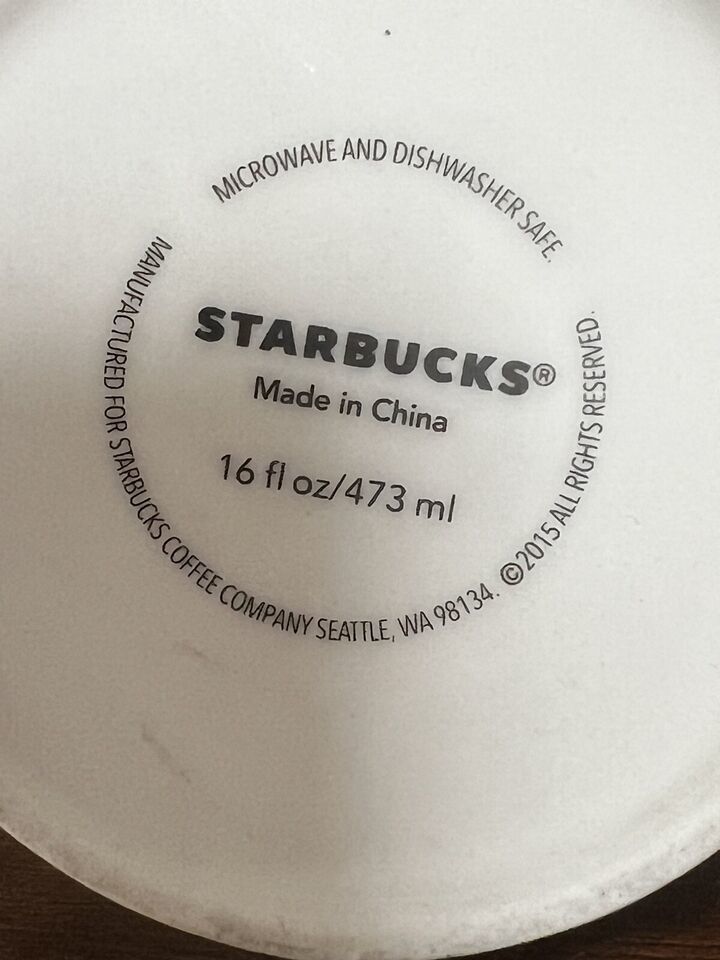 MICROWAVE AND DISHWASHER SAFE.
STARBUCKS®
Made in China
16 fl oz/473 ml
MANUFACTURED FOR STARBUCKS COFFEE COMPANY SEATTLE, WA 98134. ©2015 ALL RIGHTS RESERVED.